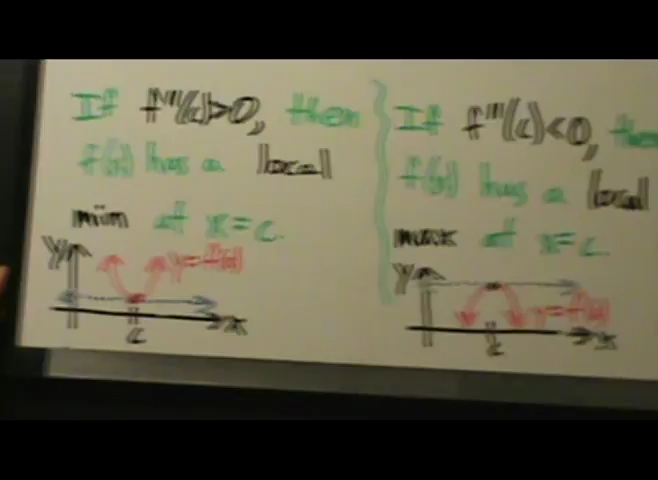 If f"(c)>0, then
f(x) has a local
min at x=c.
Y
y=f(x)
c
x
If f"(c)<0, then
f(x) has a local
max at x=c.
Y
y=f(x)
c
x